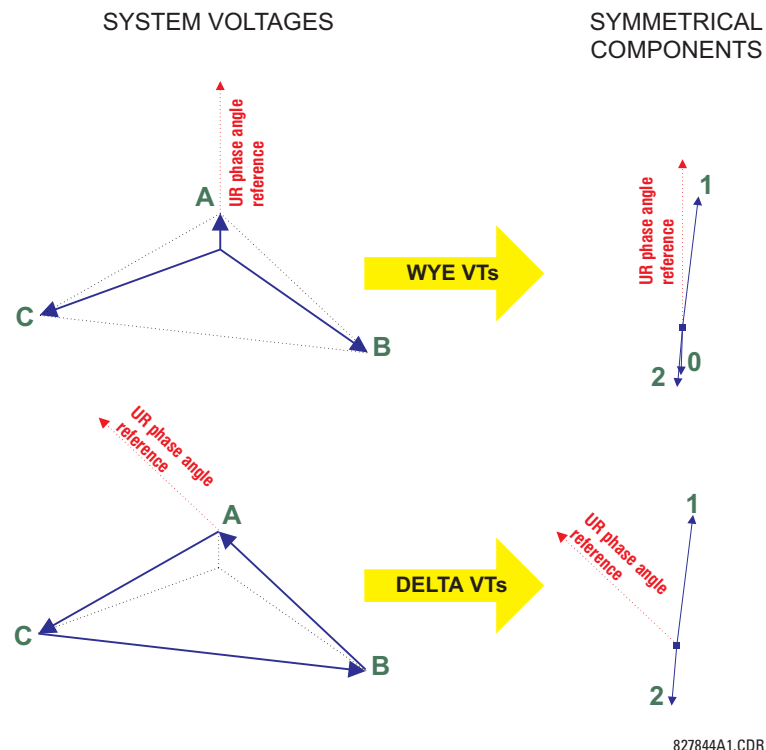 SYSTEM VOLTAGES
SYMMETRICAL
COMPONENTS
UR phase angle
reference
A
C
B
WYE VTs
UR phase angle
reference
1
2
0
UR phase angle
reference
A
C
B
DELTA VTs
UR phase angle
reference
1
2
827844A1.CDR